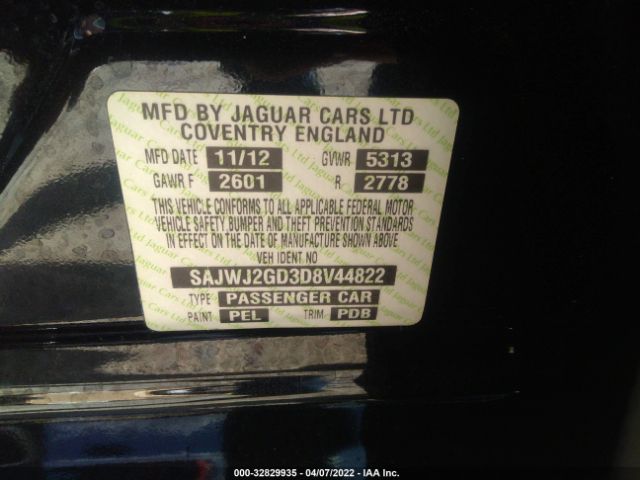 MFD BY JAGUAR CARS LTD
COVENTRY ENGLAND
MFD DATE 11/12 GVWR 5313
GAWR F 2601 R 2778
THIS VEHICLE CONFORMS TO ALL APPLICABLE FEDERAL MOTOR
VEHICLE SAFETY BUMPER AND THEFT PREVENTION STANDARDS
IN EFFECT ON THE DATE OF MANUFACTURE SHOWN ABOVE
VEH IDENT NO
SAJWJ2GD3D8V44822
TYPE PASSENGER CAR
PAINT PEL TRIM PDB
000-32829935 - 04/07/2022 - IAA Inc.